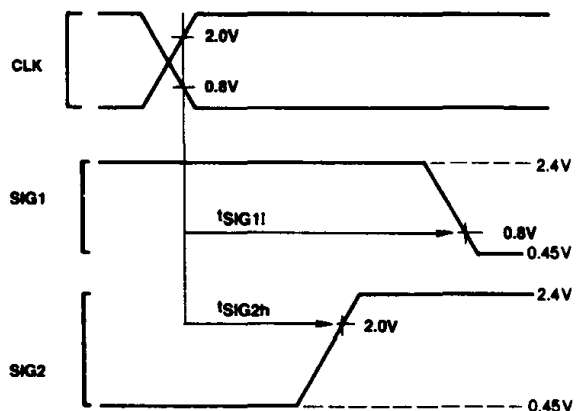 2.0V
CLK
0.8V
2.4V
SIG1
tSIG1l
0.8V
0.45V
2.4V
tSIG2h
2.0V
SIG2
0.45V